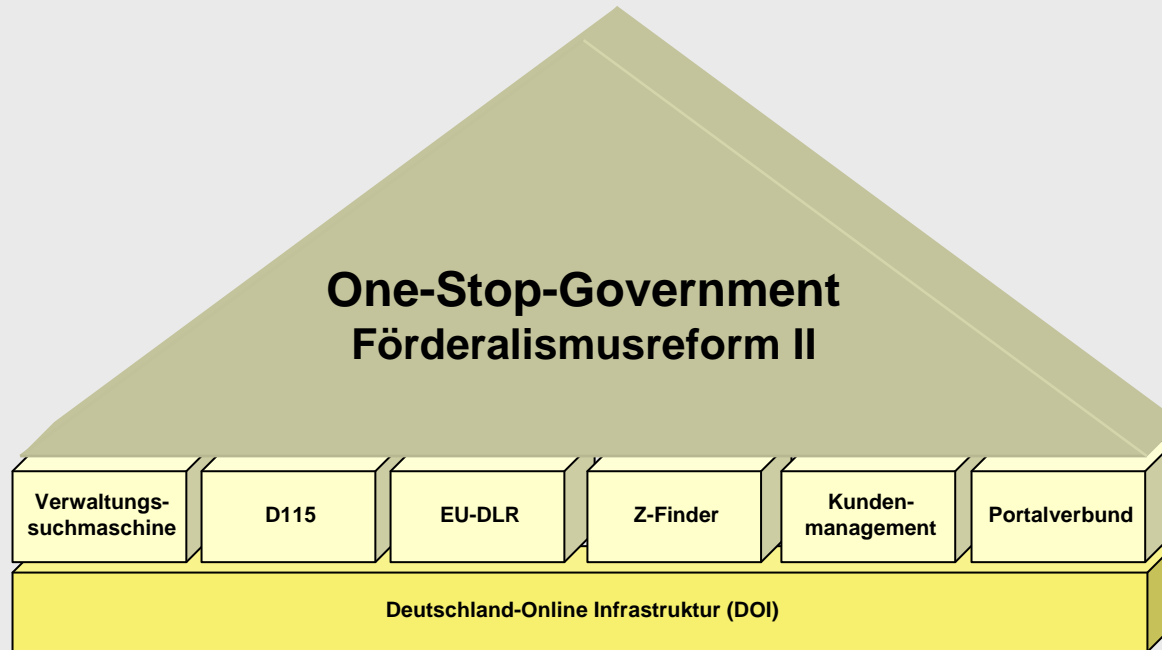 One-Stop-Government
Förderalismusreform II
Verwaltungs-
suchmaschine
D115
EU-DLR
Z-Finder
Kunden-
management
Portalverbund
Deutschland-Online Infrastruktur (DOI)